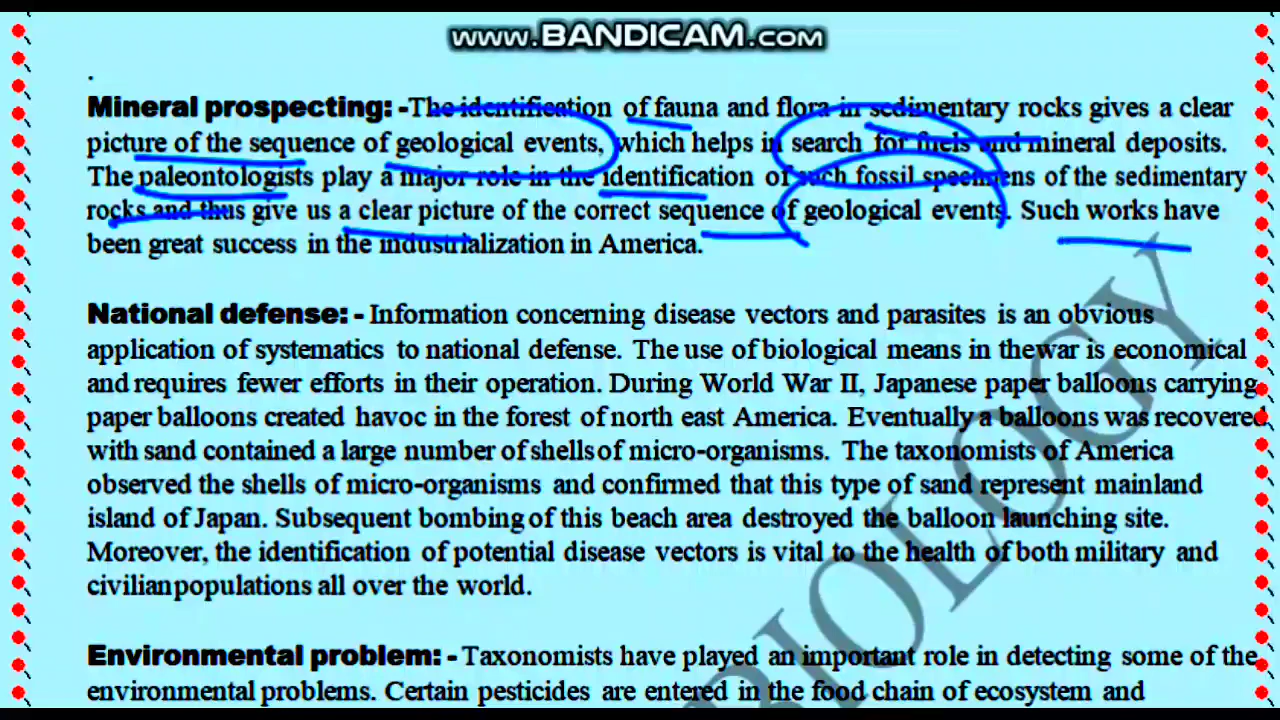 www.BANDICAM.com
.
Mineral prospecting: -The identification of fauna and flora in sedimentary rocks gives a clear
picture of the sequence of geological events, which helps in search for fuels and mineral deposits.
The paleontologists play a major role in the identification of such fossil specimens of the sedimentary
rocks and thus give us a clear picture of the correct sequence of geological events. Such works have
been great success in the industrialization in America.
National defense: - Information concerning disease vectors and parasites is an obvious
application of systematics to national defense. The use of biological means in thewar is economical
and requires fewer efforts in their operation. During World War II, Japanese paper balloons carrying
paper balloons created havoc in the forest of north east America. Eventually a balloons was recovered
with sand contained a large number of shells of micro-organisms. The taxonomists of America
observed the shells of micro-organisms and confirmed that this type of sand represent mainland
island of Japan. Subsequent bombing of this beach area destroyed the balloon launching site.
Moreover, the identification of potential disease vectors is vital to the health of both military and
civilian populations all over the world.
Environmental problem: - Taxonomists have played an important role in detecting some of the
environmental problems. Certain pesticides are entered in the food chain of ecosystem and
BIOLOGY